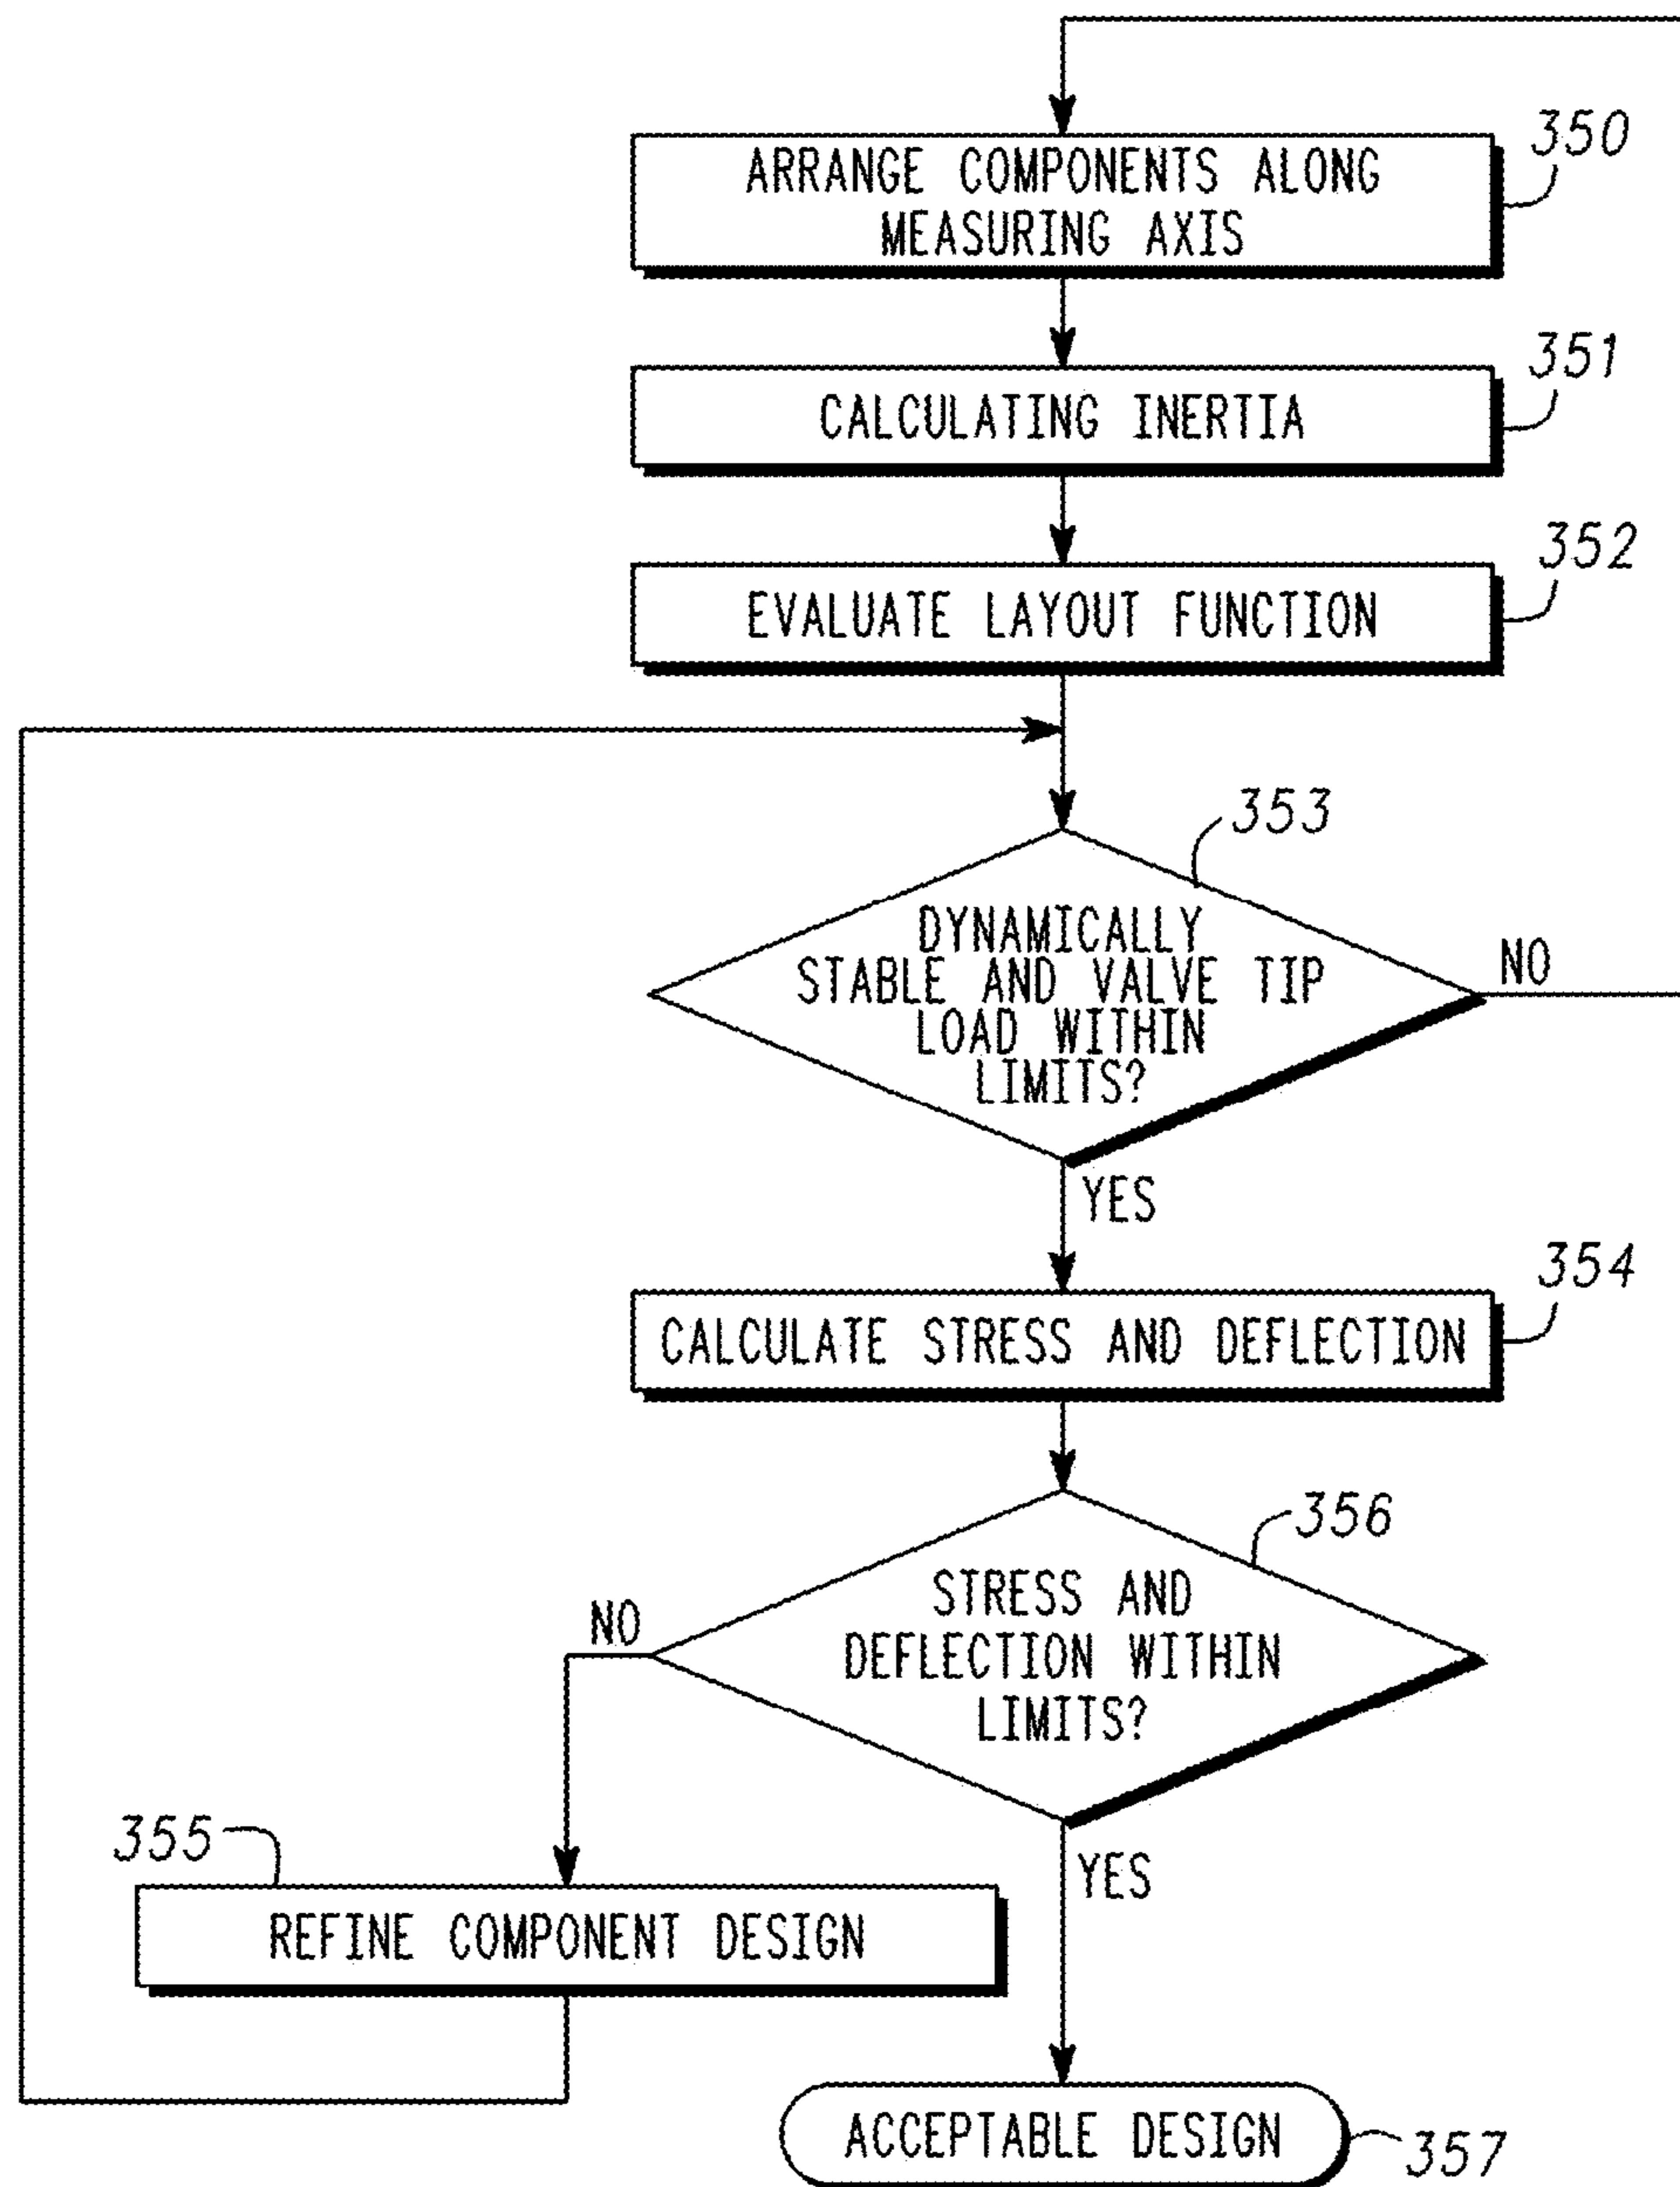 350
ARRANGE COMPONENTS ALONG
MEASURING AXIS
351
CALCULATING INERTIA
352
EVALUATE LAYOUT FUNCTION
353
DYNAMICALLY
STABLE AND VALVE TIP
LOAD WITHIN
LIMITS?
NO
YES
354
CALCULATE STRESS AND DEFLECTION
356
STRESS AND
DEFLECTION WITHIN
LIMITS?
NO
355
YES
REFINE COMPONENT DESIGN
ACCEPTABLE DESIGN
357